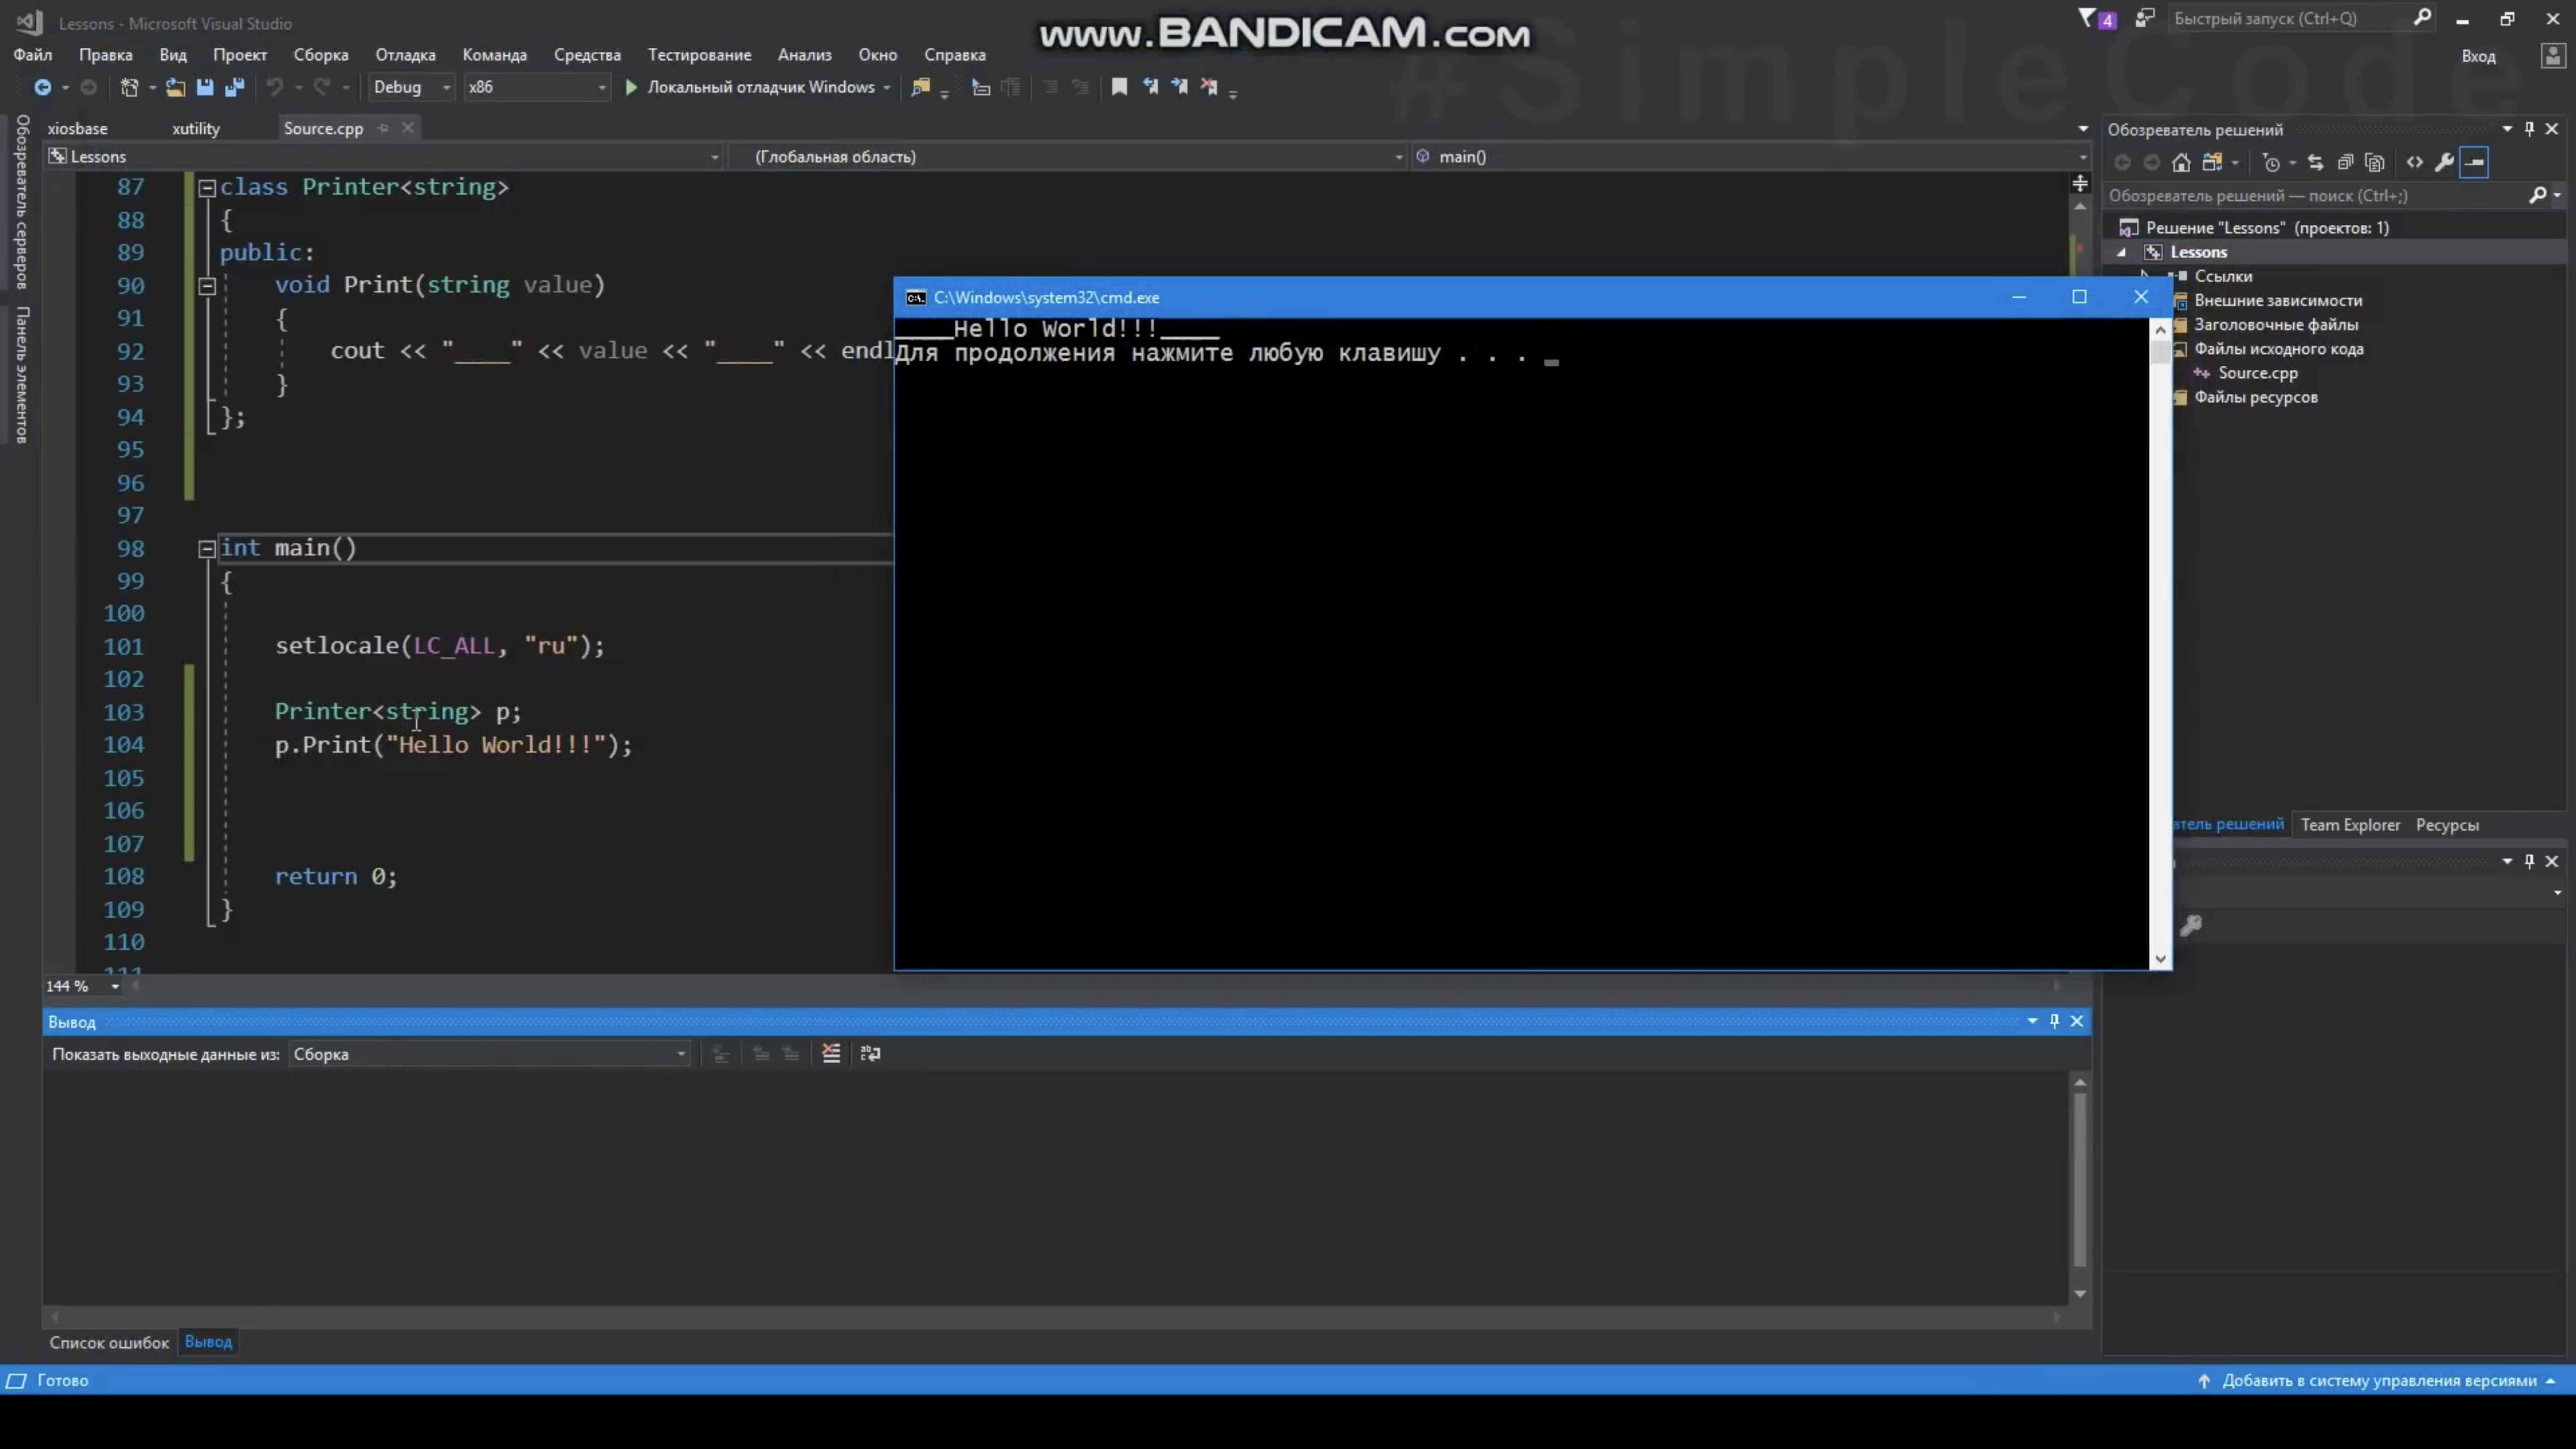 Lessons - Microsoft Visual Studio
www.BANDICAM.com
4
Быстрый запуск (Ctrl+Q)
Файл Правка Вид Проект Сборка Отладка Команда Средства Тестирование Анализ Окно Справка
Вход
#SimpleCode
Debug x86 Локальный отладчик Windows
Обозреватель серверов
Панель элементов
xiosbase xutility Source.cpp
Lessons (Глобальная область) main()
87 class Printer<string>
88 {
89 public:
90 void Print(string value)
91 {
92 cout << "____" << value << "____" << endl
93 }
94 };
95
96
97
98 int main()
99 {
100
101 setlocale(LC_ALL, "ru");
102
103 Printer<string> p;
104 p.Print("Hello World!!!");
105
106
107
108 return 0;
109 }
110
111
144 %
C:\Windows\system32\cmd.exe
____Hello World!!!____
Для продолжения нажмите любую клавишу . . . _
Обозреватель решений
Обозреватель решений — поиск (Ctrl+;)
Решение "Lessons" (проектов: 1)
Lessons
Ссылки
Внешние зависимости
Заголовочные файлы
Файлы исходного кода
Source.cpp
Файлы ресурсов
атель решений Team Explorer Ресурсы
Вывод
Показать выходные данные из: Сборка
Список ошибок Вывод
Готово
Добавить в систему управления версиями